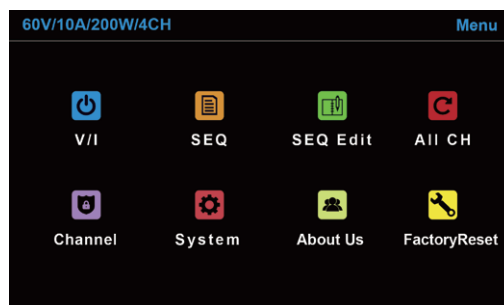 60V/10A/200W/4CH
Menu
V/I
SEQ
SEQ Edit
All CH
Channel
System
About Us
FactoryReset